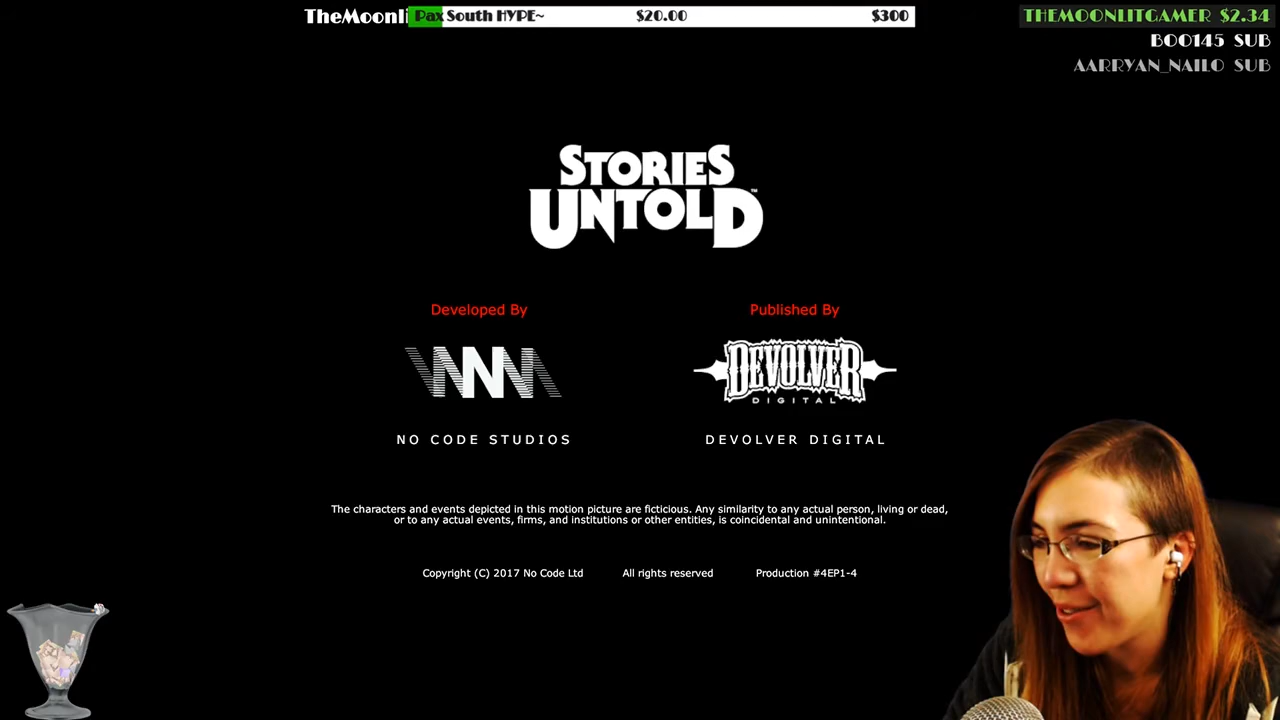 TheMoonli
Pax South HYPE~ $20.00 $300
THEMOONLITGAMER $2.34
BOO145 SUB
AARRYAN_NAILO SUB
STORIES
UNTOLD™
Developed By
Published By
DEVOLVER
DIGITAL
NO CODE STUDIOS
DEVOLVER DIGITAL
The characters and events depicted in this motion picture are ficticious. Any similarity to any actual person, living or dead,
or to any actual events, firms, and institutions or other entities, is coincidental and unintentional.
Copyright (C) 2017 No Code Ltd All rights reserved Production #4EP1-4